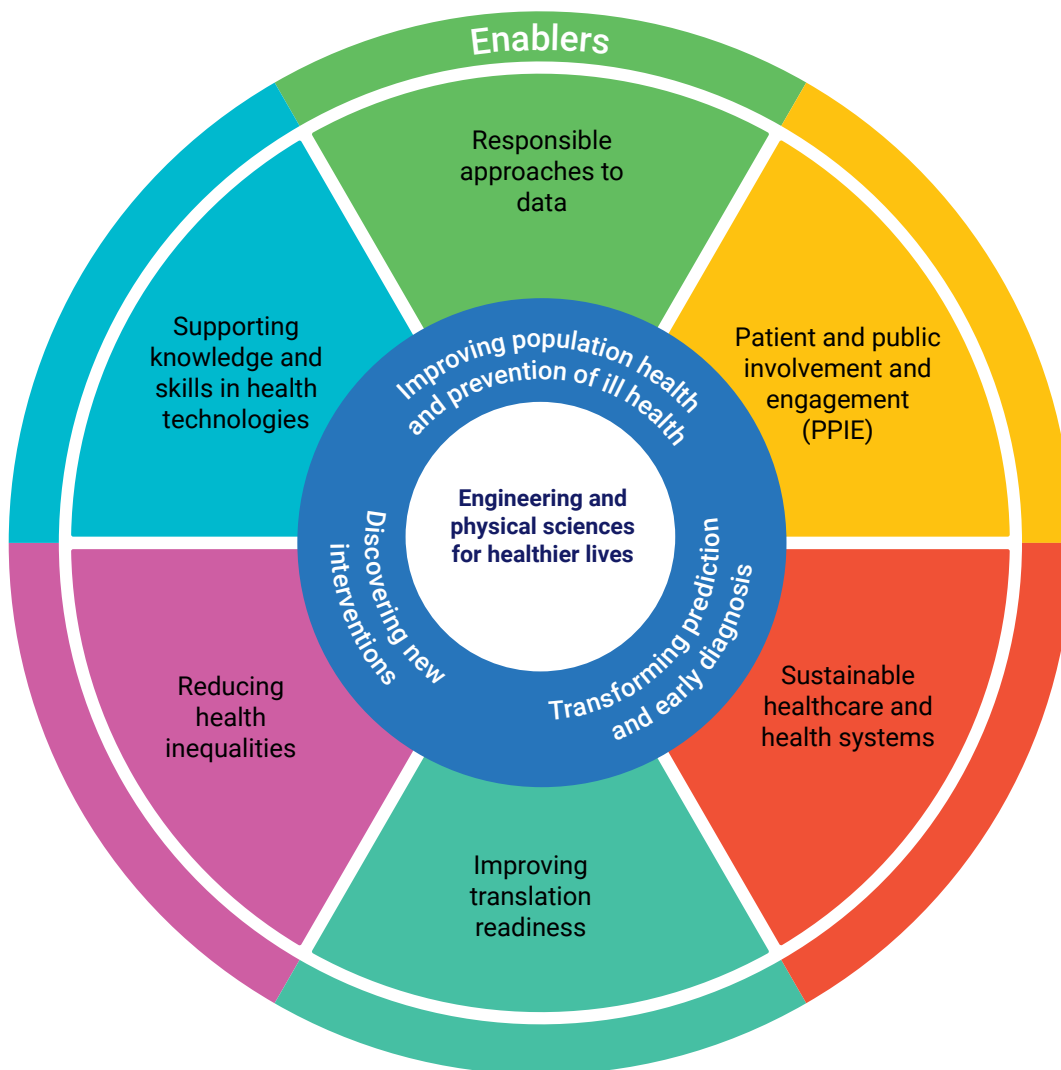 Enablers
Responsible
approaches to
data
Patient and public
involvement and
engagement
(PPIE)
Sustainable
healthcare and
health systems
Improving
translation
readiness
Reducing
health
inequalities
Supporting
knowledge and
skills in health
technologies
Improving population health
and prevention of ill health
Transforming prediction
and early diagnosis
Discovering new
interventions
Engineering and
physical sciences
for healthier lives